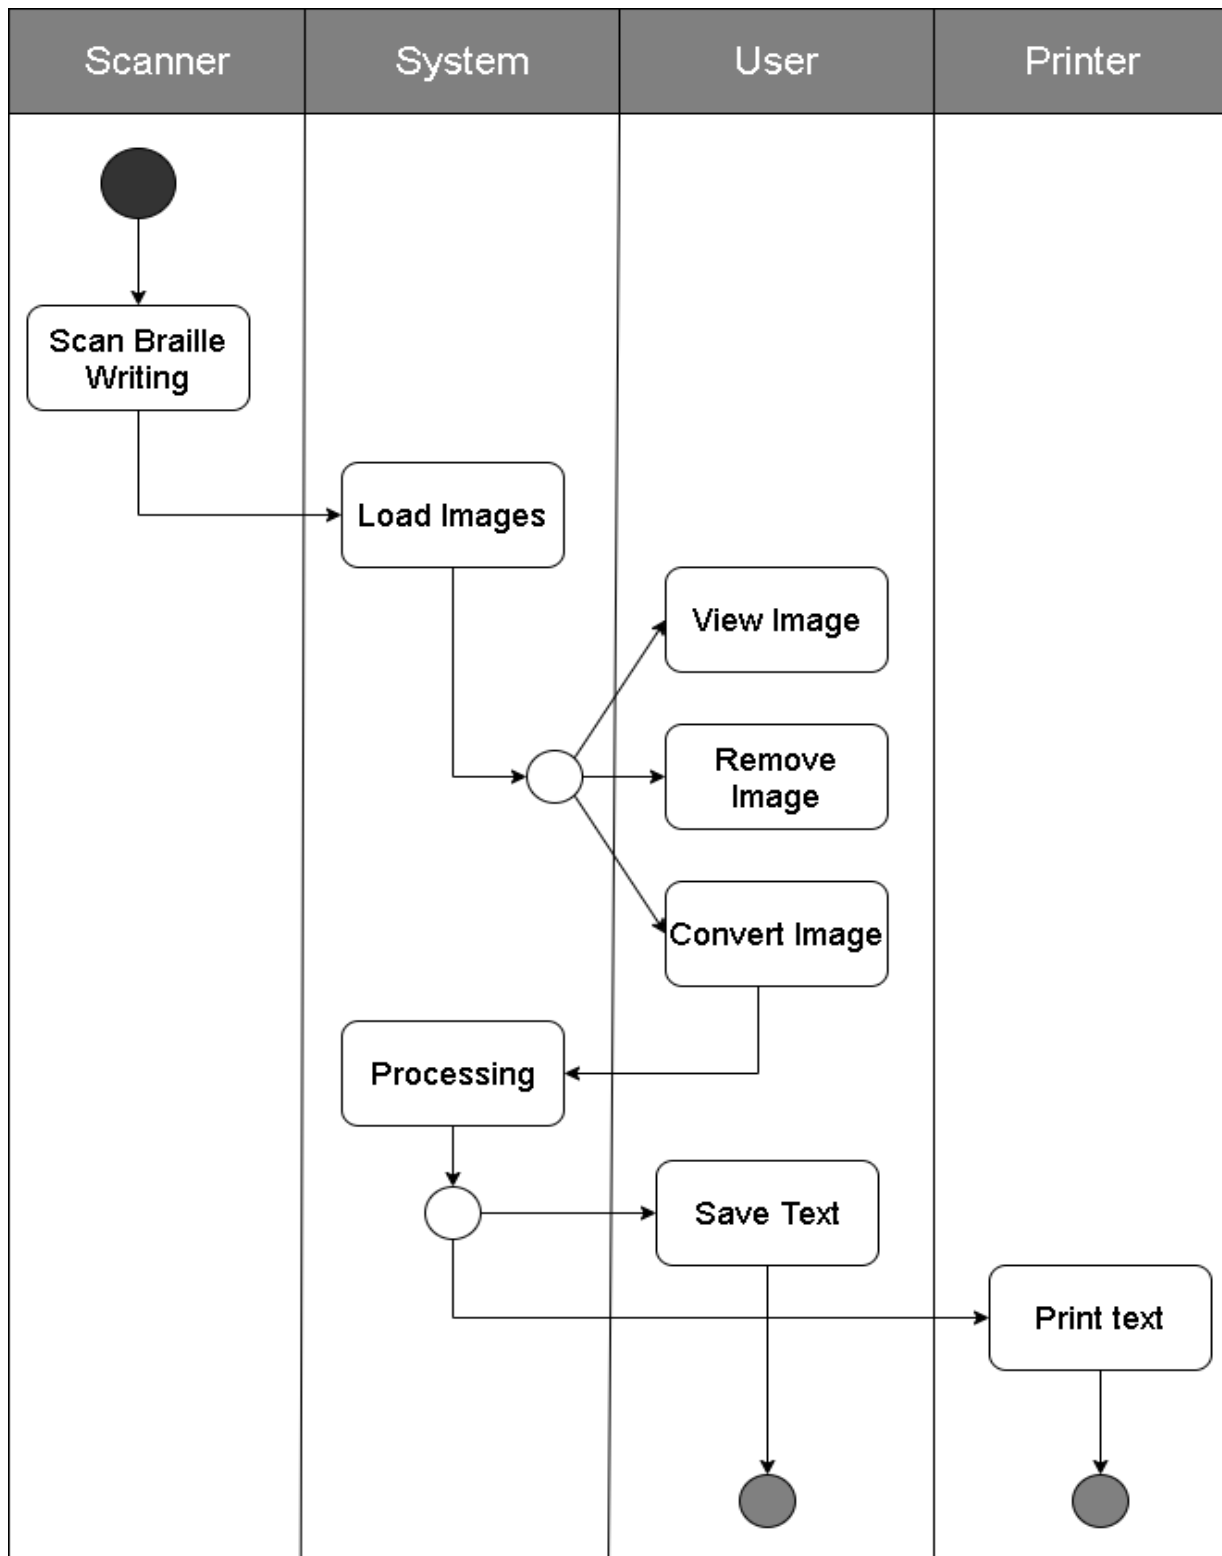 Scanner
System
User
Printer
Scan Braille
Writing
Load Images
View Image
Remove
Image
Convert Image
Processing
Save Text
Print text